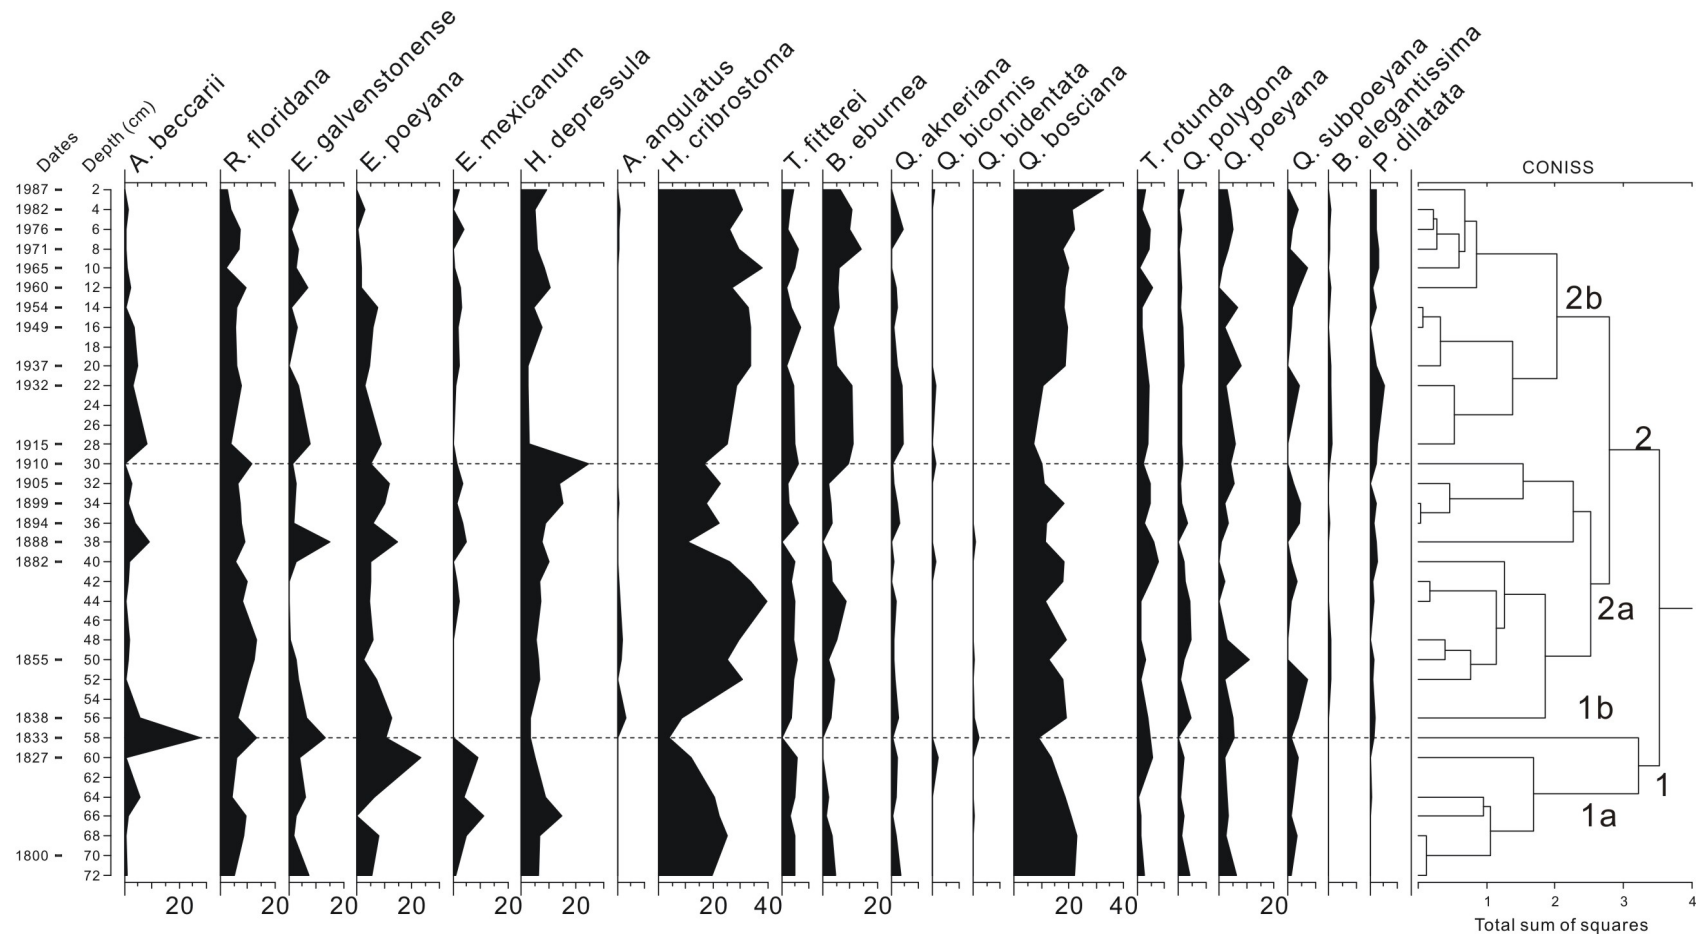 Dates
Depth (cm)
A. beccarii
R. floridana
E. galvenstonense
E. poeyana
E. mexicanum
H. depressula
A. angulatus
H. cribrostoma
T. fitterei
B. eburnea
Q. akneriana
Q. bicornis
Q. bidentata
Q. bosciana
T. rotunda
Q. polygona
Q. poeyana
Q. subpoeyana
B. elegantissima
P. dilatata
CONISS
1987 2
1982 4
1976 6
1971 8
1965 10
1960 12
1954 14
1949 16
18
1937 20
1932 22
24
26
1915 28
1910 30
1905 32
1899 34
1894 36
1888 38
1882 40
42
44
46
48
1855 50
52
54
1838 56
1833 58
1827 60
62
64
66
68
1800 70
72
2b
2
2a
1b
1
1a
20 20 20 20 20 20 20 40 20 20 40 20
1 2 3 4
Total sum of squares